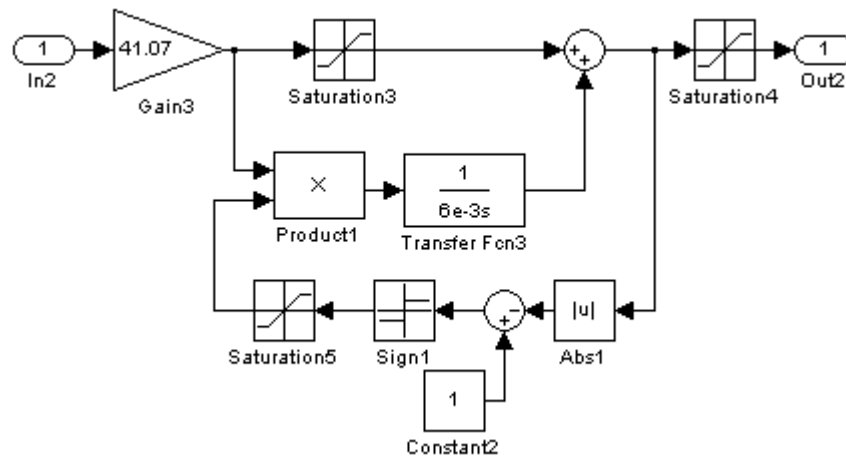 1
In2
41.07
Gain3
Saturation3
+
+
Saturation4
1
Out2
×
Product1
1
6e-3s
Transfer Fcn3
Saturation5
Sign1
−
+
|u|
Abs1
1
Constant2